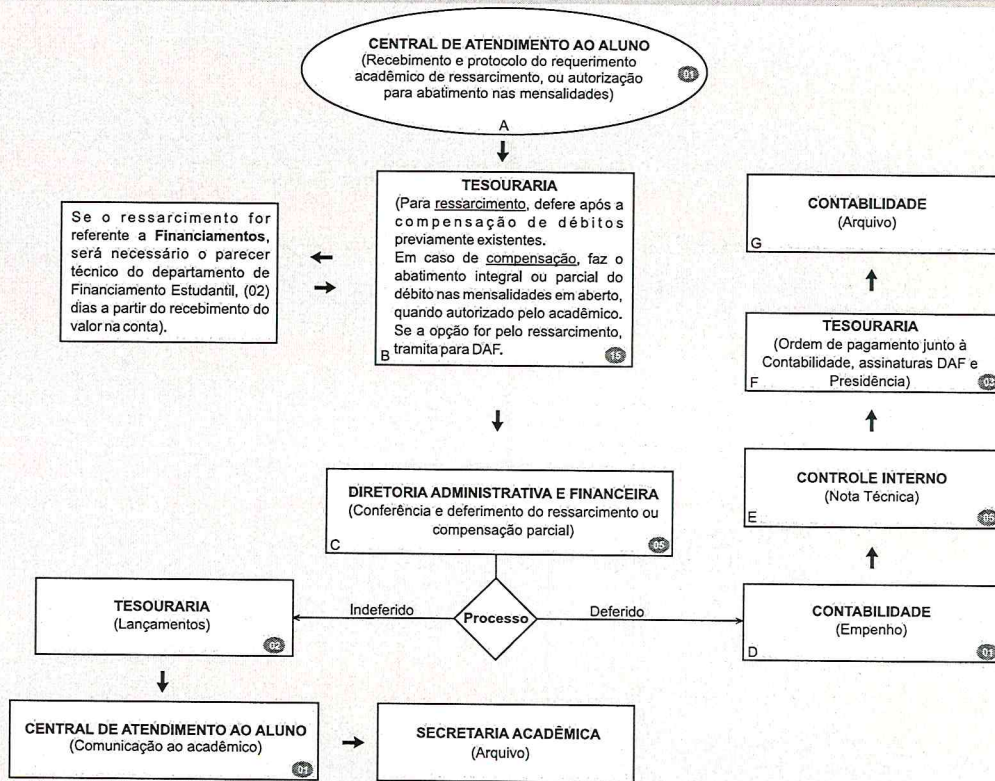 CENTRAL DE ATENDIMENTO AO ALUNO
(Recebimento e protocolo do requerimento
acadêmico de ressarcimento, ou autorização
para abatimento nas mensalidades)
01
A
TESOURARIA
(Para ressarcimento, defere após a
compensação de débitos
previamente existentes.
Em caso de compensação, faz o
abatimento integral ou parcial do
débito nas mensalidades em aberto,
quando autorizado pelo acadêmico.
Se a opção for pelo ressarcimento,
tramita para DAF.
B
15
Se o ressarcimento for
referente a Financiamentos,
será necessário o parecer
técnico do departamento de
Financiamento Estudantil, (02)
dias a partir do recebimento do
valor na conta).
DIRETORIA ADMINISTRATIVA E FINANCEIRA
(Conferência e deferimento do ressarcimento ou
compensação parcial)
C
05
Processo
Indeferido
Deferido
TESOURARIA
(Lançamentos)
02
CENTRAL DE ATENDIMENTO AO ALUNO
(Comunicação ao acadêmico)
01
SECRETARIA ACADÊMICA
(Arquivo)
CONTABILIDADE
(Empenho)
D
01
CONTROLE INTERNO
(Nota Técnica)
E
TESOURARIA
(Ordem de pagamento junto à
Contabilidade, assinaturas DAF e
Presidência)
F
03
CONTABILIDADE
(Arquivo)
G